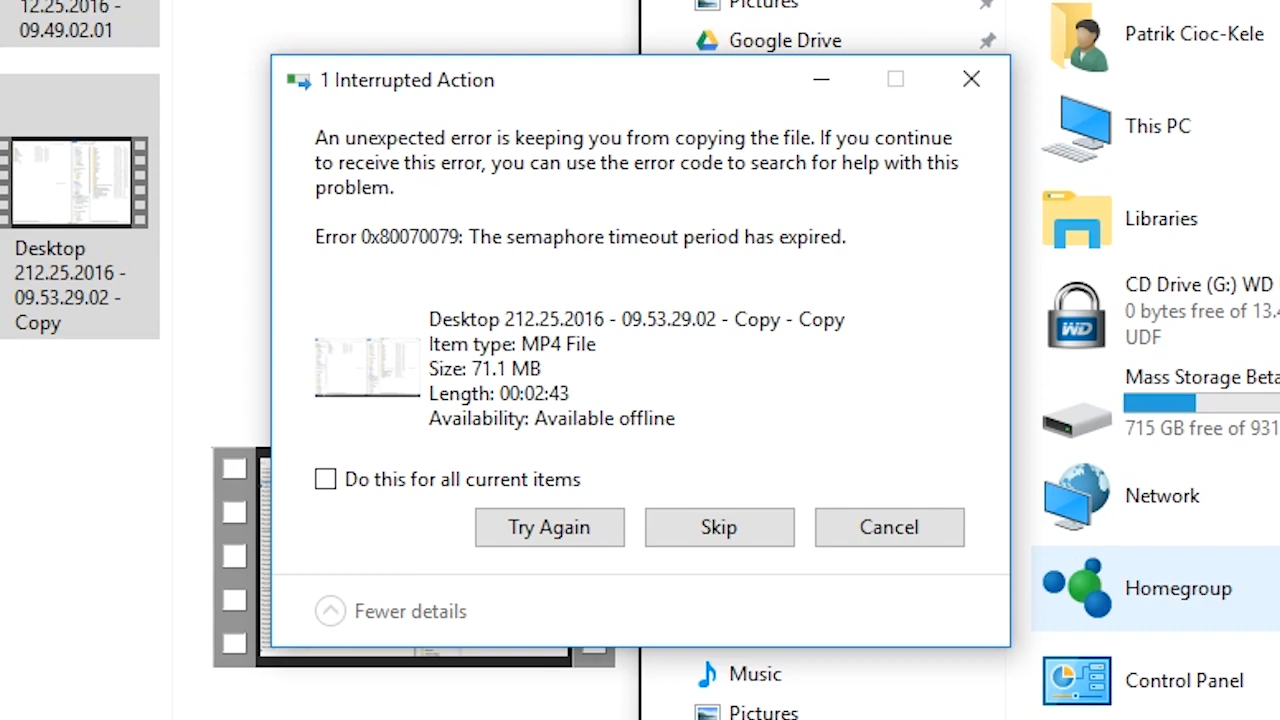 12.25.2016 -
09.49.02.01
Desktop
212.25.2016 -
09.53.29.02 -
Copy
Pictures
Google Drive
1 Interrupted Action
An unexpected error is keeping you from copying the file. If you continue
to receive this error, you can use the error code to search for help with this
problem.
Error 0x80070079: The semaphore timeout period has expired.
Desktop 212.25.2016 - 09.53.29.02 - Copy - Copy
Item type: MP4 File
Size: 71.1 MB
Length: 00:02:43
Availability: Available offline
Do this for all current items
Try Again
Skip
Cancel
Fewer details
Music
Pictures
Patrik Cioc-Kele
This PC
Libraries
CD Drive (G:) WD
0 bytes free of 13.4
UDF
WD
Mass Storage Beta
715 GB free of 931
Network
Homegroup
Control Panel